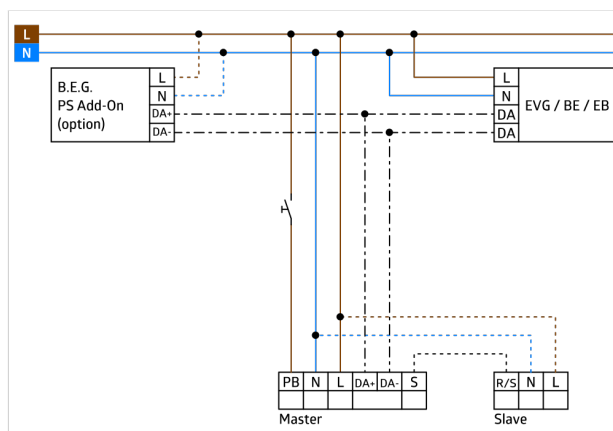 L
N
B.E.G.
PS Add-On
(option)
L
N
DA+
DA-
L
N
DA
DA
EVG / BE / EB
PB N L DA+ DA- S
Master
R/S N L
Slave